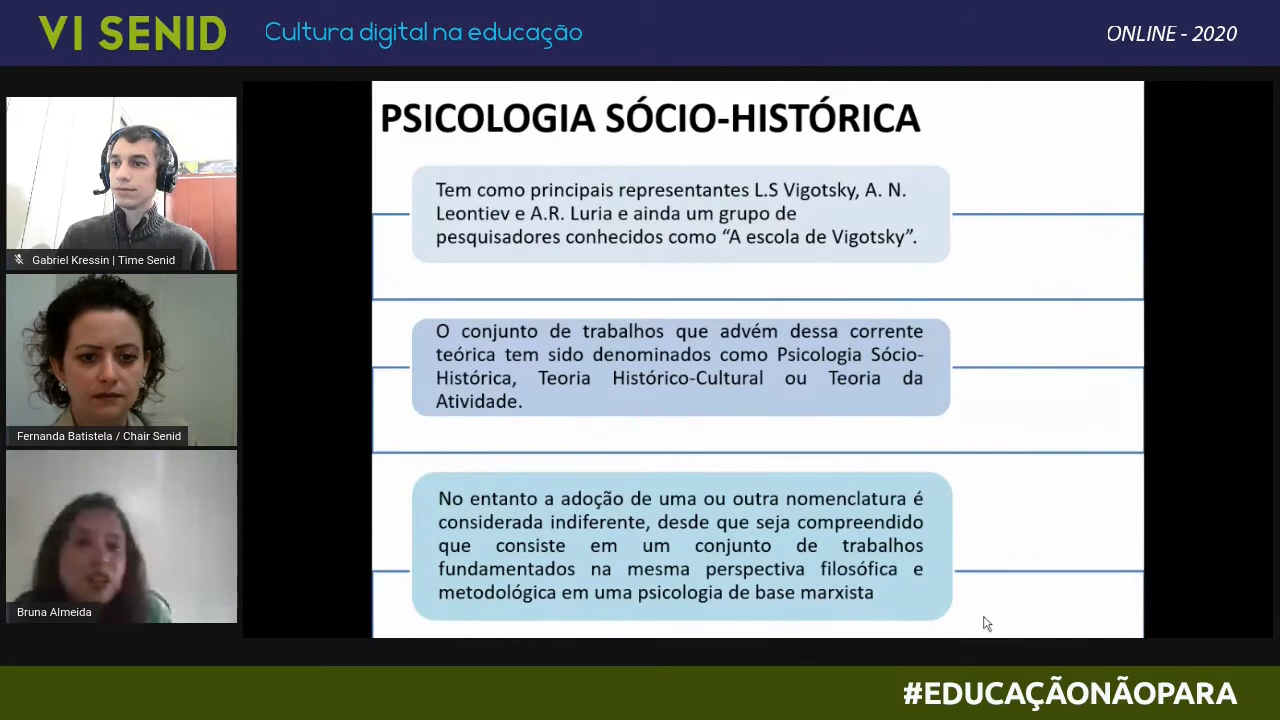 VI SENID
Cultura digital na educação
ONLINE - 2020
Gabriel Kressin | Time Senid
Fernanda Batistela / Chair Senid
Bruna Almeida
PSICOLOGIA SÓCIO-HISTÓRICA
Tem como principais representantes L.S Vigotsky, A. N.
Leontiev e A.R. Luria e ainda um grupo de
pesquisadores conhecidos como “A escola de Vigotsky”.
O conjunto de trabalhos que advém dessa corrente
teórica tem sido denominados como Psicologia Sócio-
Histórica, Teoria Histórico-Cultural ou Teoria da
Atividade.
No entanto a adoção de uma ou outra nomenclatura é
considerada indiferente, desde que seja compreendido
que consiste em um conjunto de trabalhos
fundamentados na mesma perspectiva filosófica e
metodológica em uma psicologia de base marxista
#EDUCAÇÃONÃOPARA